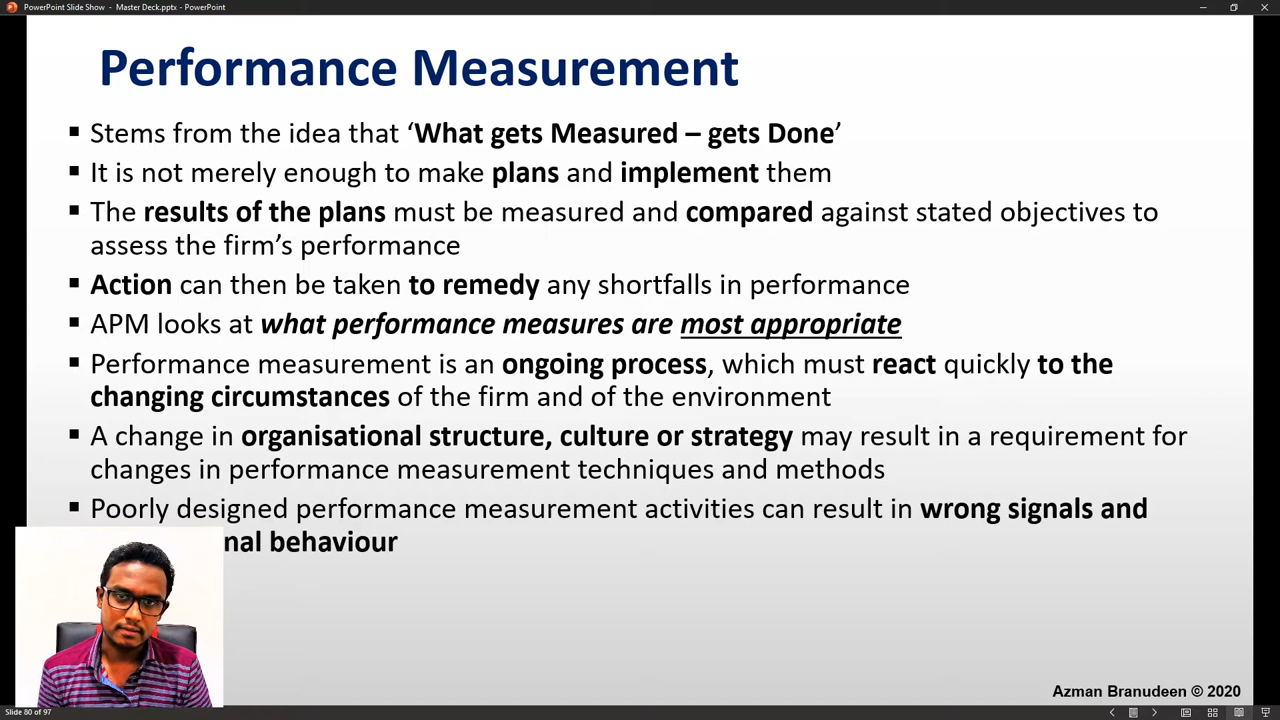 PowerPoint Slide Show - Master Deck.pptx - PowerPoint
Performance Measurement
▪ Stems from the idea that ‘What gets Measured – gets Done’
▪ It is not merely enough to make plans and implement them
▪ The results of the plans must be measured and compared against stated objectives to
assess the firm’s performance
▪ Action can then be taken to remedy any shortfalls in performance
▪ APM looks at what performance measures are most appropriate
▪ Performance measurement is an ongoing process, which must react quickly to the
changing circumstances of the firm and of the environment
▪ A change in organisational structure, culture or strategy may result in a requirement for
changes in performance measurement techniques and methods
▪ Poorly designed performance measurement activities can result in wrong signals and
nal behaviour
Azman Branudeen © 2020
Slide 80 of 97